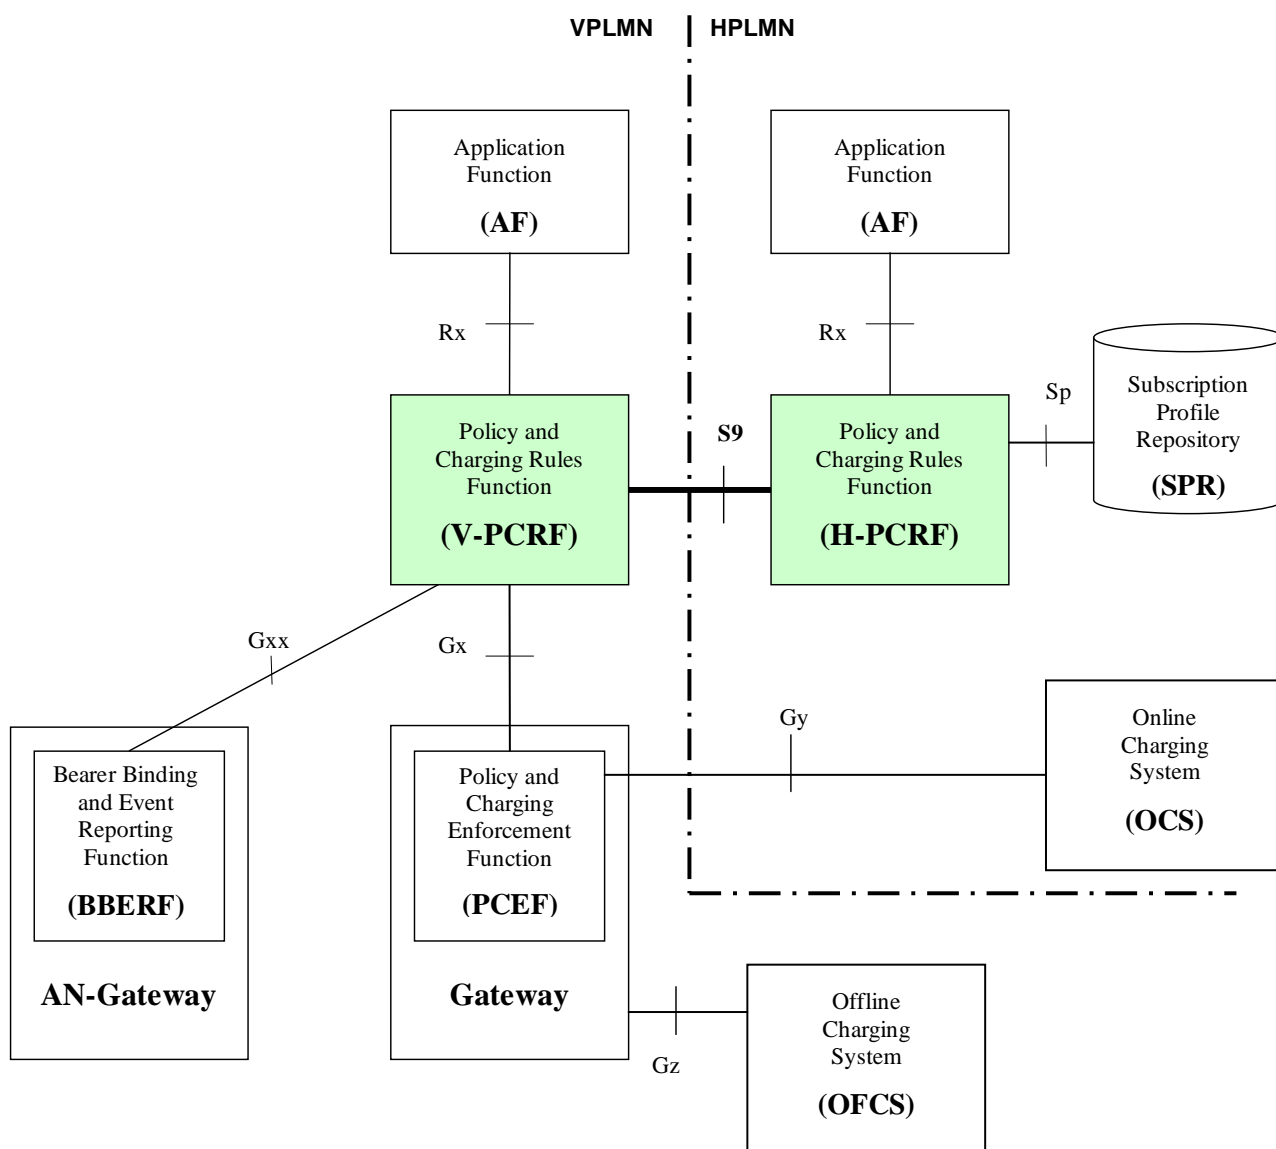 VPLMN
HPLMN
Application
Function
(AF)
Application
Function
(AF)
Rx
Rx
Subscription
Profile
Repository
(SPR)
Sp
Policy and
Charging Rules
Function
(V-PCRF)
S9
Policy and
Charging Rules
Function
(H-PCRF)
Gxx
Gx
Gy
Online
Charging
System
(OCS)
Bearer Binding
and Event
Reporting
Function
(BBERF)
AN-Gateway
Policy and
Charging
Enforcement
Function
(PCEF)
Gateway
Gz
Offline
Charging
System
(OFCS)